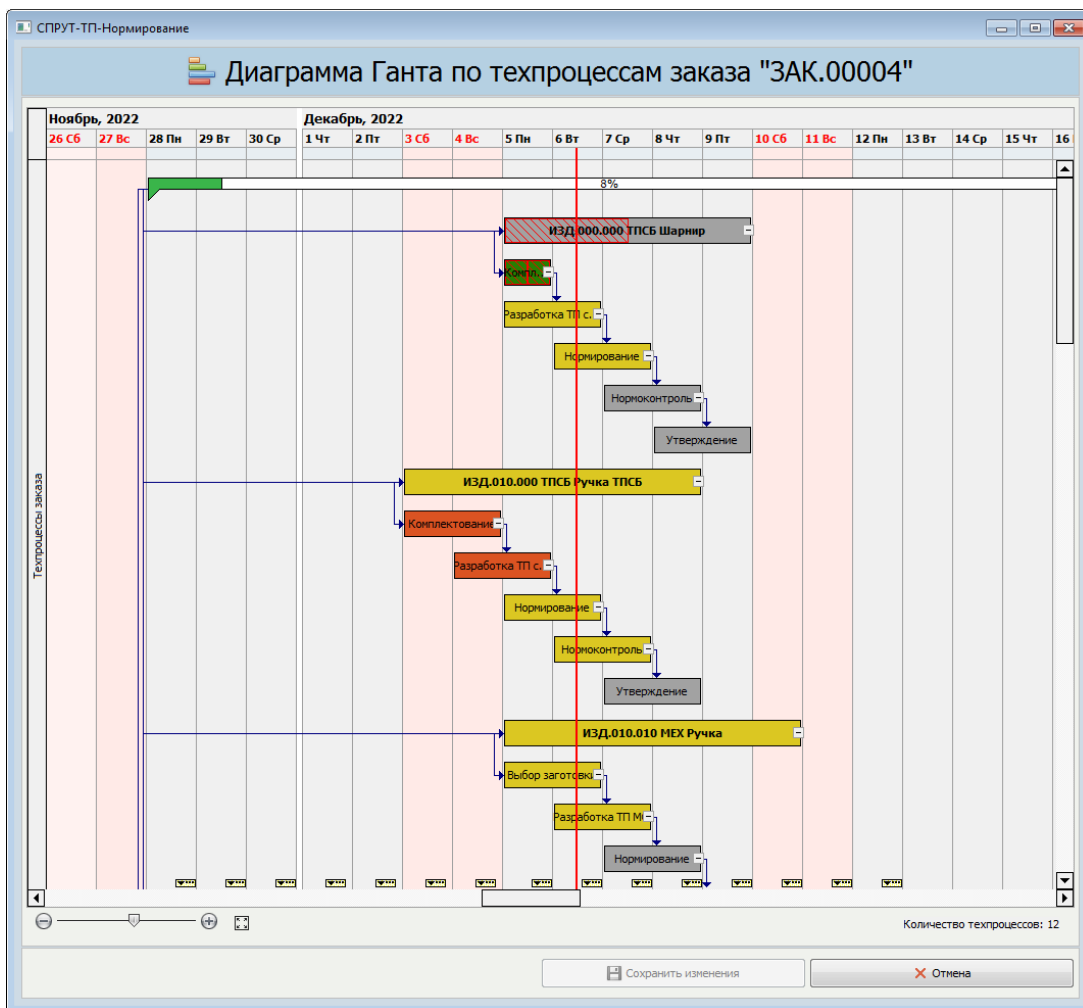 СПРУТ-ТП-Нормирование
Диаграмма Ганта по техпроцессам заказа "ЗАК.00004"
Ноябрь, 2022 Декабрь, 2022
26 Сб 27 Вс 28 Пн 29 Вт 30 Ср 1 Чт 2 Пт 3 Сб 4 Вс 5 Пн 6 Вт 7 Ср 8 Чт 9 Пт 10 Сб 11 Вс 12 Пн 13 Вт 14 Ср 15 Чт 16
Техпроцессы заказа
8%
ИЗД.000.000 ТПСБ Шарнир
Компл...
Разработка ТП с.
Нормирование
Нормоконтроль
Утверждение
ИЗД.010.000 ТПСБ Ручка ТПСБ
Комплектование
Разработка ТП с.
Нормирование
Нормоконтроль
Утверждение
ИЗД.010.010 МЕХ Ручка
Выбор заготовки
Разработка ТП М
Нормирование
Количество техпроцессов: 12
Сохранить изменения
Отмена